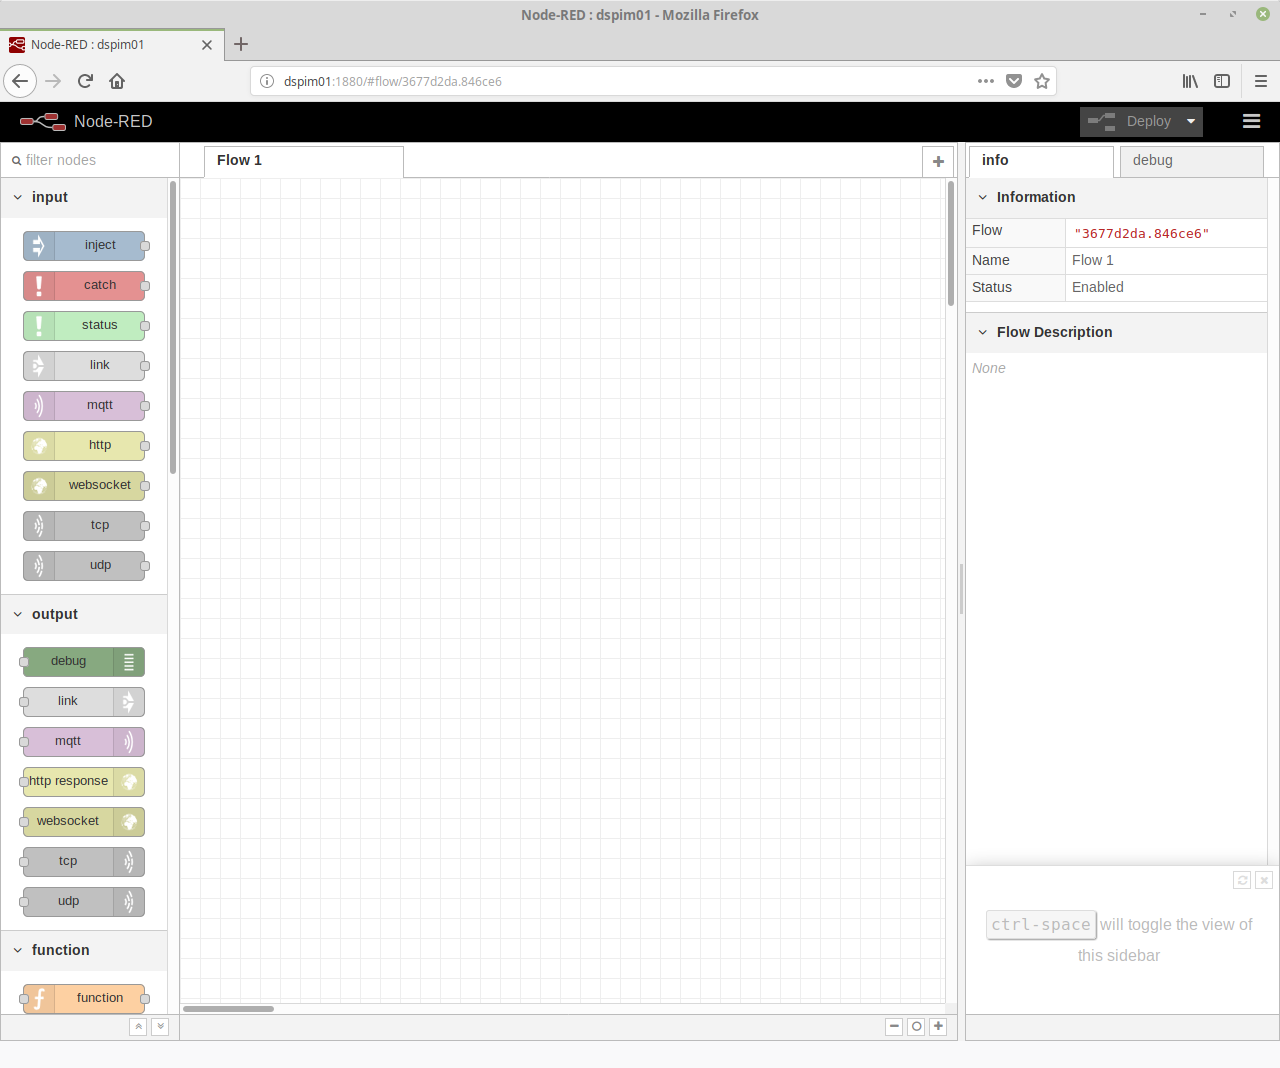 Node-RED : dspim01 - Mozilla Firefox
Node-RED : dspim01
dspim01:1880/#flow/3677d2da.846ce6
Node-RED
Deploy
filter nodes
input
inject
catch
status
link
mqtt
http
websocket
tcp
udp
output
debug
link
mqtt
http response
websocket
tcp
udp
function
function
Flow 1
info
debug
Information
Flow "3677d2da.846ce6"
Name Flow 1
Status Enabled
Flow Description
None
ctrl-space will toggle the view of
this sidebar